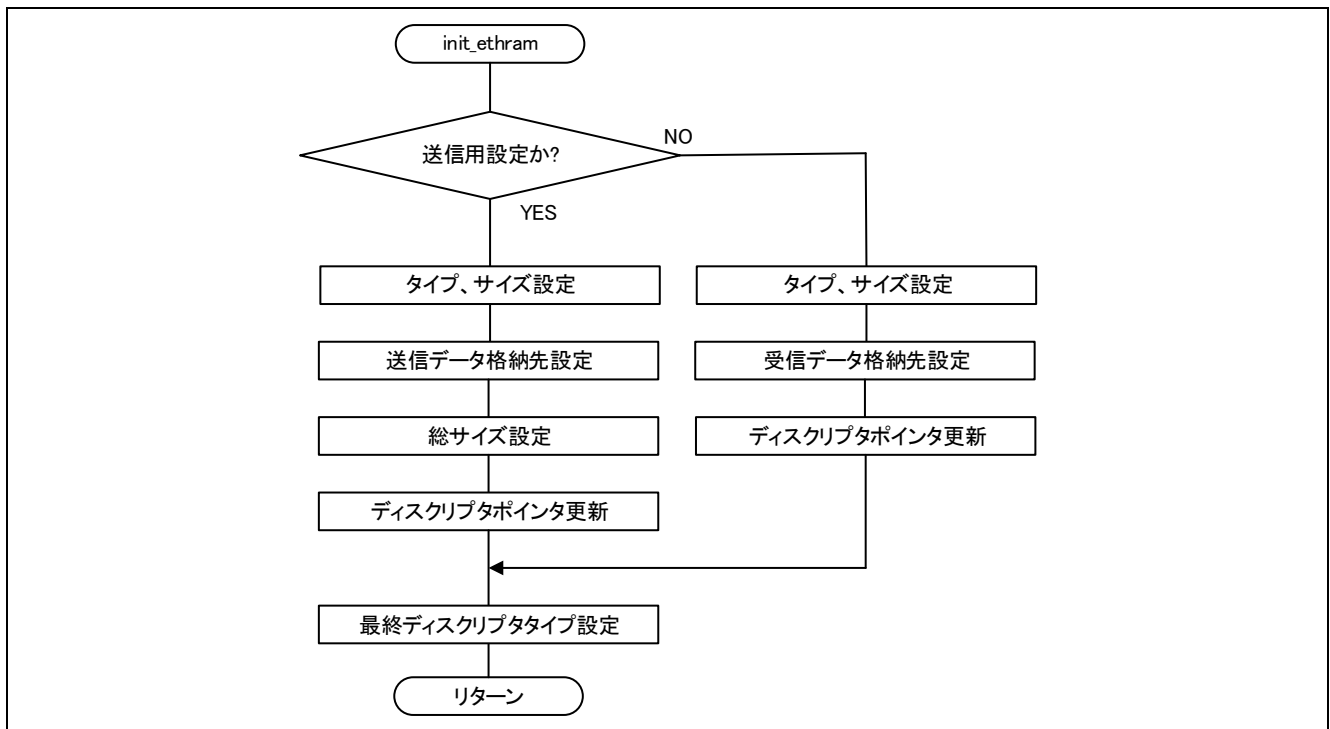 init_ethram
送信用設定か?
NO
YES
タイプ、サイズ設定
タイプ、サイズ設定
送信データ格納先設定
受信データ格納先設定
総サイズ設定
ディスクリプタポインタ更新
ディスクリプタポインタ更新
最終ディスクリプタタイプ設定
リターン